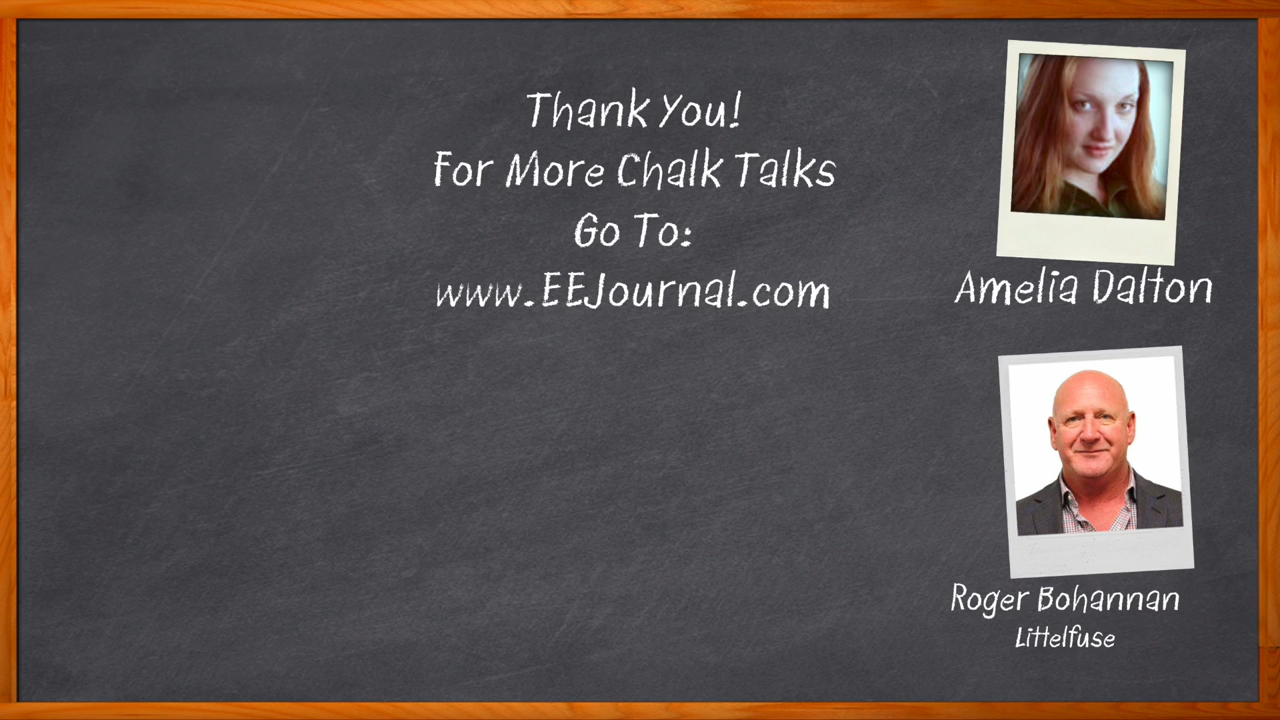 Thank You!
For More Chalk Talks
Go To:
www.EEJournal.com
Amelia Dalton
Roger Bohannan
Littelfuse